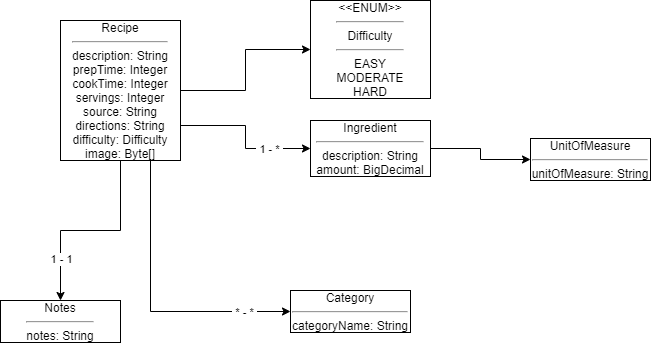 <<ENUM>>
Difficulty
EASY
MODERATE
HARD
Recipe
description: String
prepTime: Integer
cookTime: Integer
servings: Integer
source: String
directions: String
difficulty: Difficulty
image: Byte[]
1 - *
Ingredient
description: String
amount: BigDecimal
UnitOfMeasure
unitOfMeasure: String
1 - 1
Notes
notes: String
* - *
Category
categoryName: String